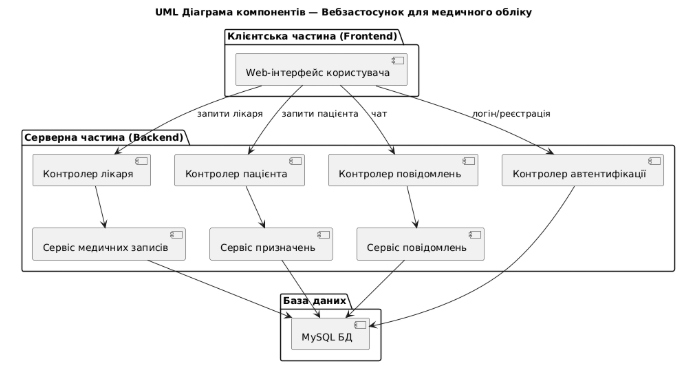 UML Діаграма компонентів — Вебзастосунок для медичного обліку
Клієнтська частина (Frontend)
Web-інтерфейс користувача
запити лікаря
запити пацієнта
чат
логін/реєстрація
Серверна частина (Backend)
Контролер лікаря
Контролер пацієнта
Контролер повідомлень
Контролер автентифікації
Сервіс медичних записів
Сервіс призначень
Сервіс повідомлень
База даних
MySQL БД